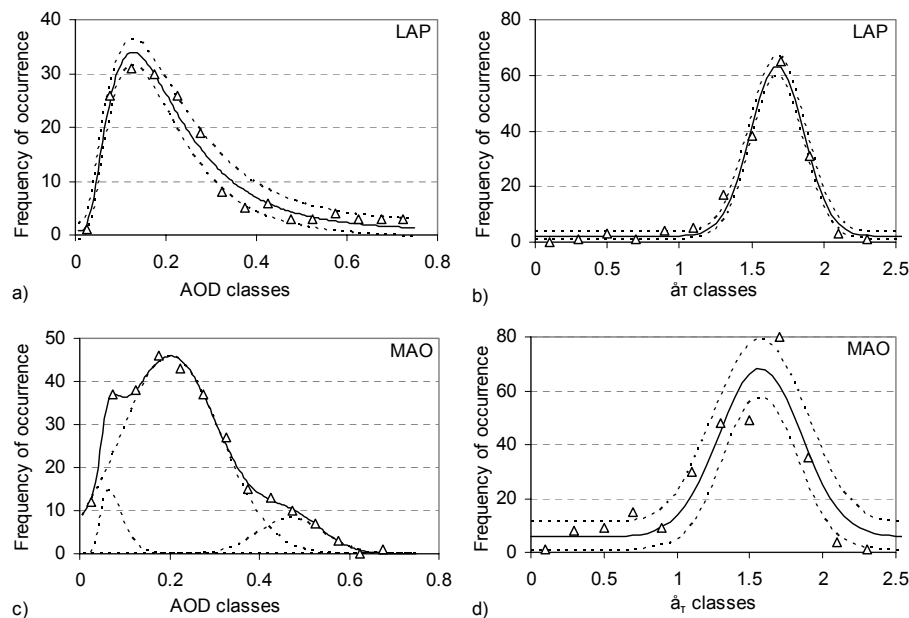 40
30
20
10
0
Frequency of occurrence
LAP
0 0.2 0.4 0.6 0.8
a) AOD classes
80
60
40
20
0
Frequency of occurrence
LAP
0 0.5 1 1.5 2 2.5
b) åτ classes
50
40
30
20
10
0
Frequency of occurrence
MAO
0 0.2 0.4 0.6 0.8
c) AOD classes
80
60
40
20
0
Frequency of occurrence
MAO
0 0.5 1 1.5 2 2.5
d) åτ classes